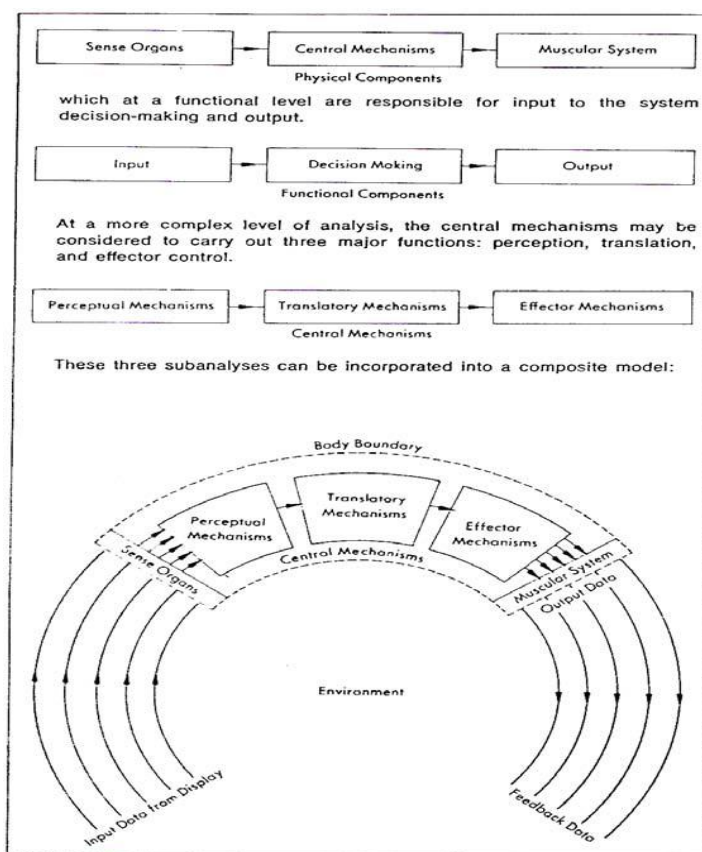 Sense Organs
Central Mechanisms
Muscular System
Physical Components
which at a functional level are responsible for input to the system
decision-making and output.
Input
Decision Making
Output
Functional Components
At a more complex level of analysis, the central mechanisms may be
considered to carry out three major functions: perception, translation,
and effector control.
Perceptual Mechanisms
Translatory Mechanisms
Effector Mechanisms
Central Mechanisms
These three subanalyses can be incorporated into a composite model:
Body Boundary
Perceptual
Mechanisms
Translatory
Mechanisms
Effector
Mechanisms
Sense Organs
Central Mechanisms
Muscular System
Output Data
Environment
Input Data from Display
Feedback Data